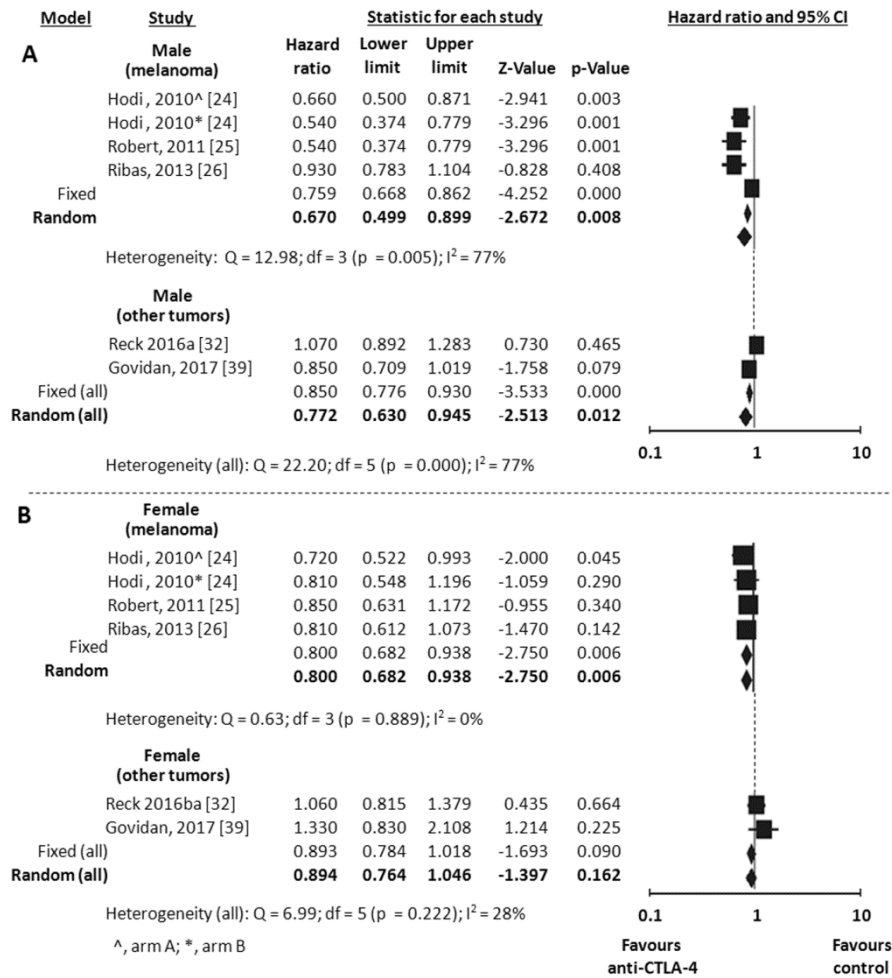 Model Study Statistic for each study Hazard ratio and 95% CI
A
Male
(melanoma)
Hazard ratio Lower limit Upper limit Z-Value p-Value
Hodi , 2010^ [24] 0.660 0.500 0.871 -2.941 0.003
Hodi , 2010* [24] 0.540 0.374 0.779 -3.296 0.001
Robert, 2011 [25] 0.540 0.374 0.779 -3.296 0.001
Ribas, 2013 [26] 0.930 0.783 1.104 -0.828 0.408
Fixed 0.759 0.668 0.862 -4.252 0.000
Random 0.670 0.499 0.899 -2.672 0.008
Heterogeneity: Q = 12.98; df = 3 (p = 0.005); I² = 77%
Male
(other tumors)
Reck 2016a [32] 1.070 0.892 1.283 0.730 0.465
Govidan, 2017 [39] 0.850 0.709 1.019 -1.758 0.079
Fixed (all) 0.850 0.776 0.930 -3.533 0.000
Random (all) 0.772 0.630 0.945 -2.513 0.012
0.1 1 10
Heterogeneity (all): Q = 22.20; df = 5 (p = 0.000); I² = 77%
B
Female
(melanoma)
Hodi , 2010^ [24] 0.720 0.522 0.993 -2.000 0.045
Hodi , 2010* [24] 0.810 0.548 1.196 -1.059 0.290
Robert, 2011 [25] 0.850 0.631 1.172 -0.955 0.340
Ribas, 2013 [26] 0.810 0.612 1.073 -1.470 0.142
Fixed 0.800 0.682 0.938 -2.750 0.006
Random 0.800 0.682 0.938 -2.750 0.006
Heterogeneity: Q = 0.63; df = 3 (p = 0.889); I² = 0%
Female
(other tumors)
Reck 2016ba [32] 1.060 0.815 1.379 0.435 0.664
Govidan, 2017 [39] 1.330 0.830 2.108 1.214 0.225
Fixed (all) 0.893 0.784 1.018 -1.693 0.090
Random (all) 0.894 0.764 1.046 -1.397 0.162
Heterogeneity (all): Q = 6.99; df = 5 (p = 0.222); I² = 28%
0.1 1 10
^, arm A; *, arm B
Favours anti-CTLA-4
Favours control